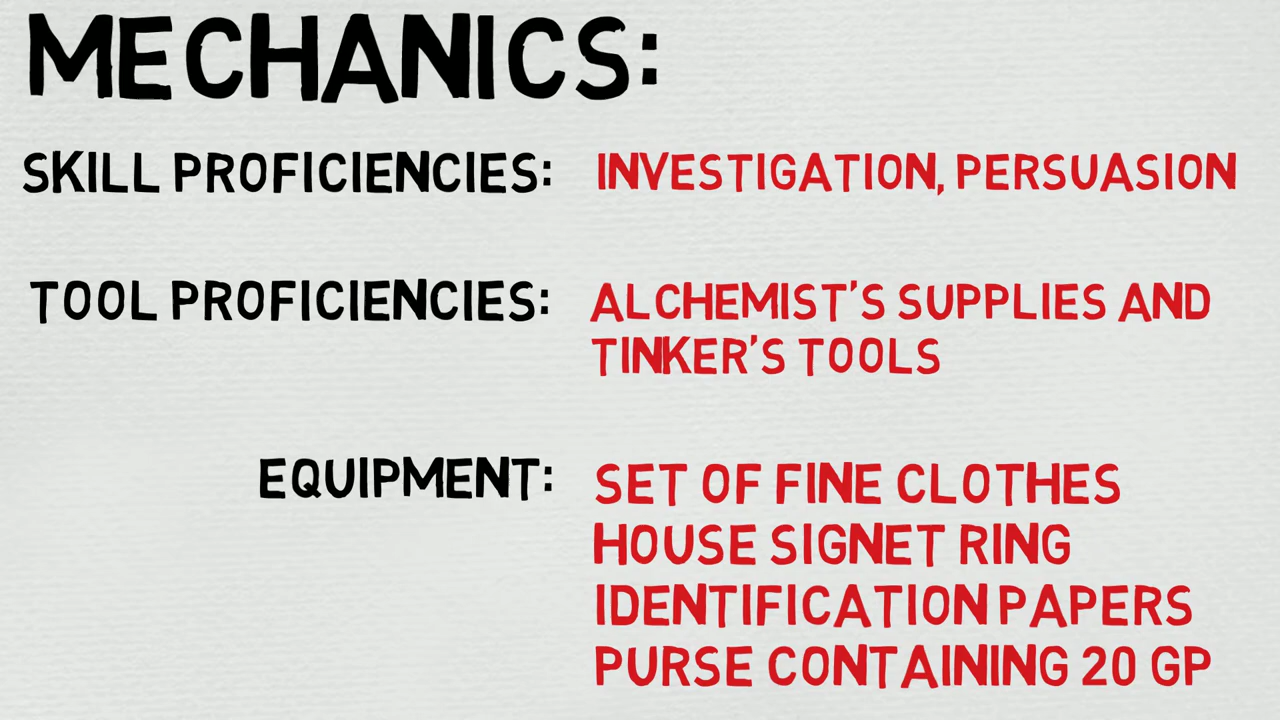 MECHANICS:
SKILL PROFICIENCIES: INVESTIGATION, PERSUASION
TOOL PROFICIENCIES: ALCHEMIST'S SUPPLIES AND
TINKER'S TOOLS
EQUIPMENT: SET OF FINE CLOTHES
HOUSE SIGNET RING
IDENTIFICATION PAPERS
PURSE CONTAINING 20 GP